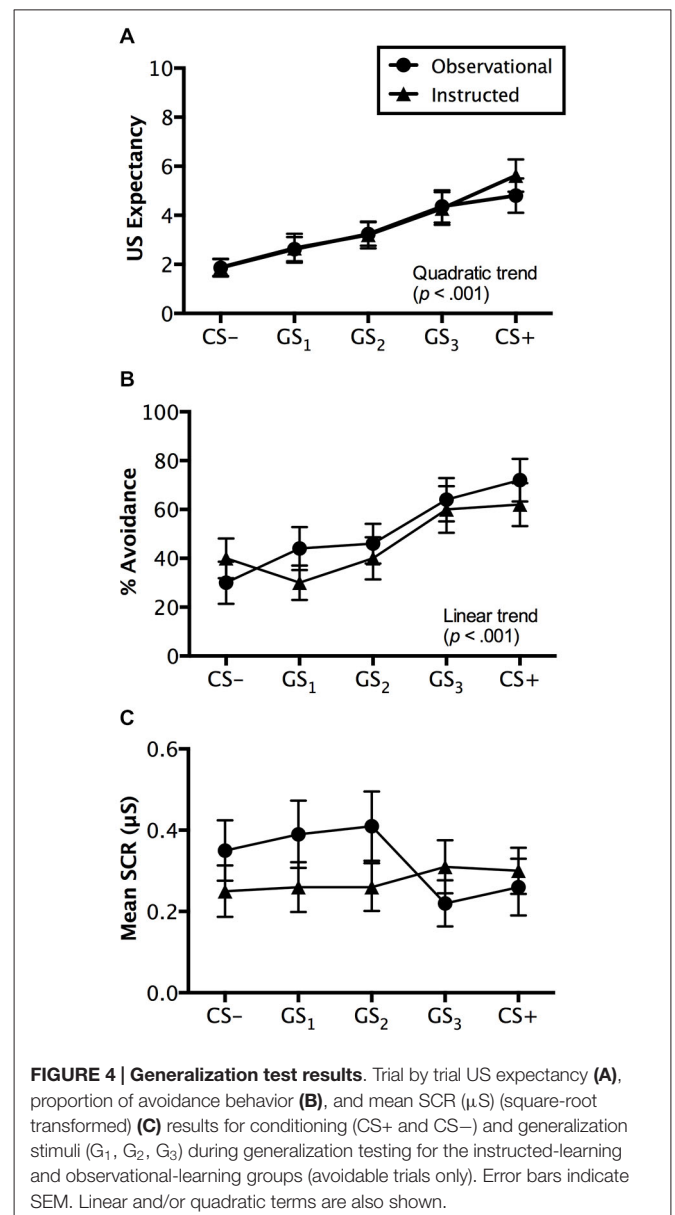 A
Observational
Instructed
10
8
6
4
2
0
US Expectancy
Quadratic trend
(p < .001)
CS− GS₁ GS₂ GS₃ CS+
B
100
80
60
40
20
0
% Avoidance
Linear trend
(p < .001)
CS− GS₁ GS₂ GS₃ CS+
C
0.6
0.4
0.2
0.0
Mean SCR (μS)
CS− GS₁ GS₂ GS₃ CS+
FIGURE 4 | Generalization test results. Trial by trial US expectancy (A),
proportion of avoidance behavior (B), and mean SCR (μS) (square-root
transformed) (C) results for conditioning (CS+ and CS−) and generalization
stimuli (G₁, G₂, G₃) during generalization testing for the instructed-learning
and observational-learning groups (avoidable trials only). Error bars indicate
SEM. Linear and/or quadratic terms are also shown.